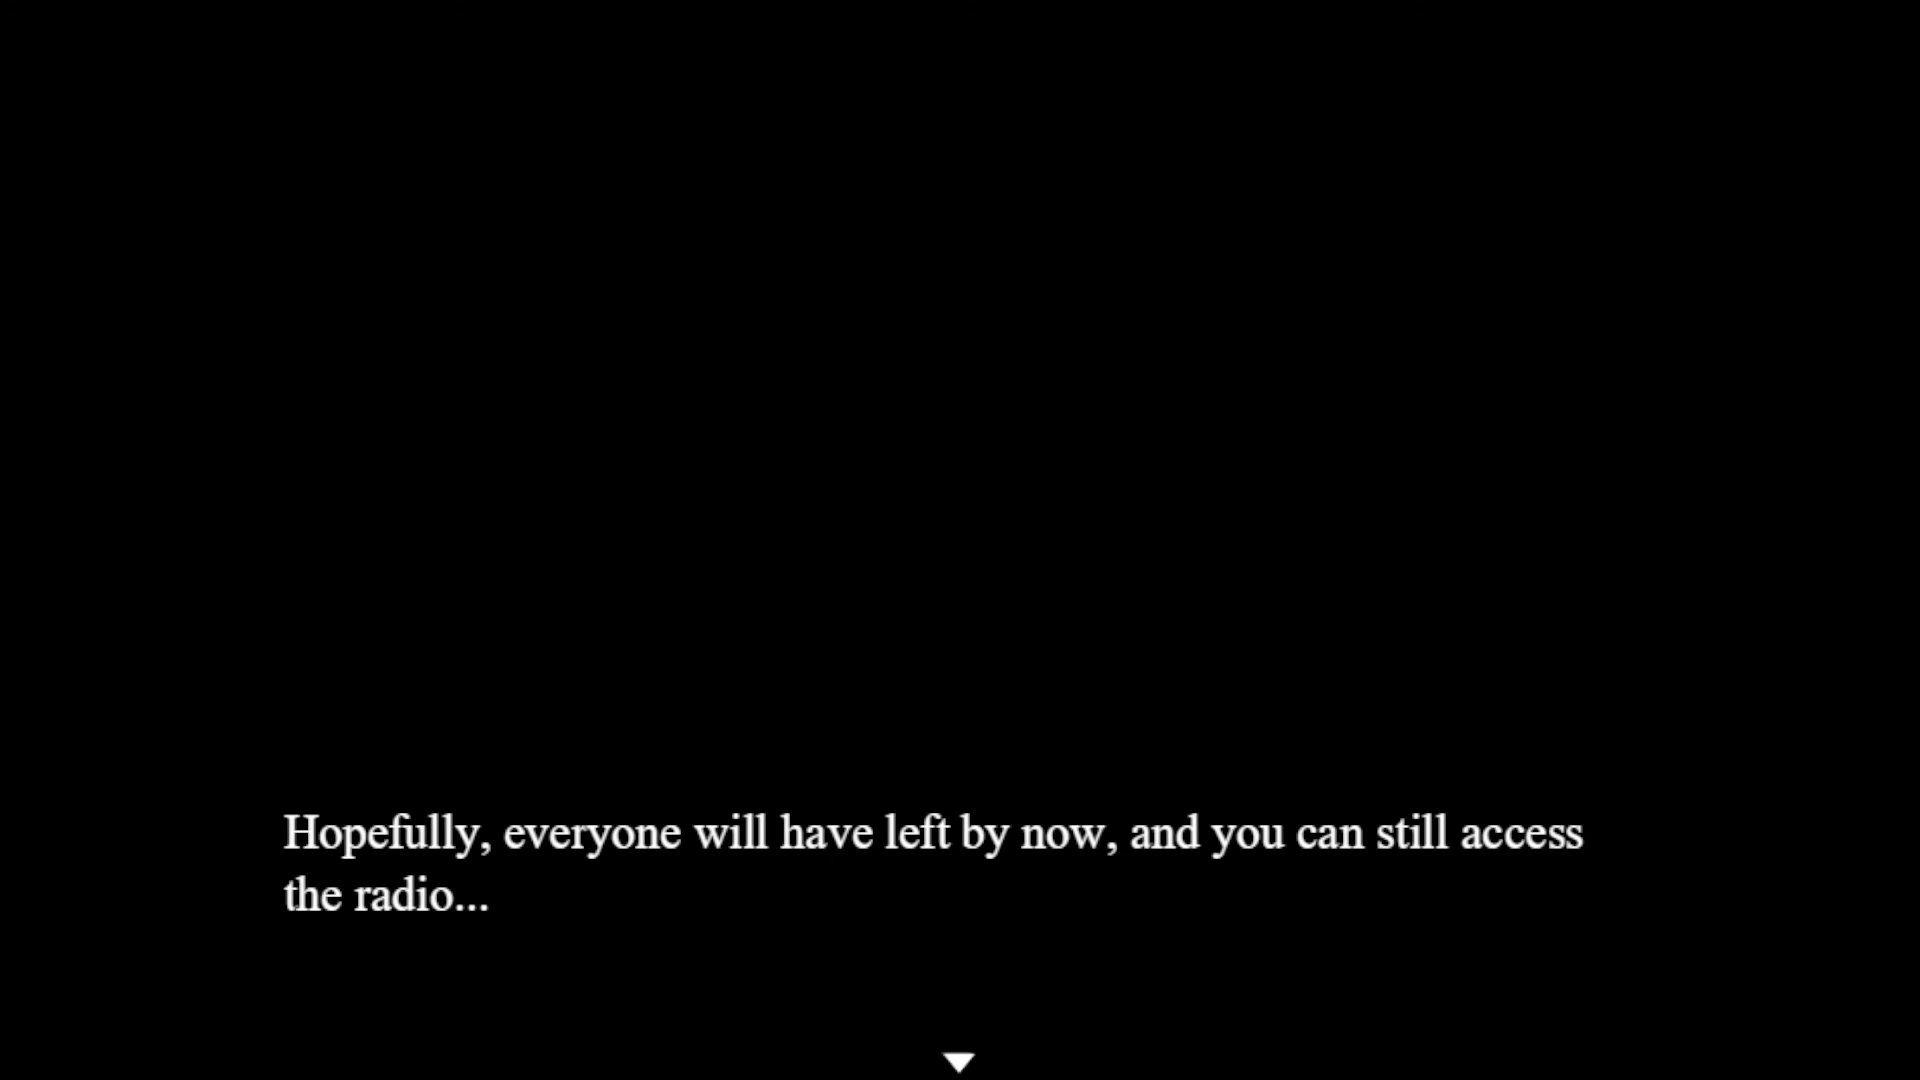 Hopefully, everyone will have left by now, and you can still access
the radio...